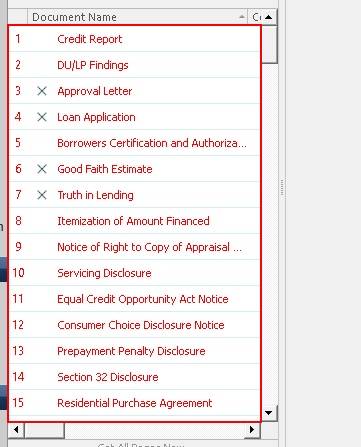 Document Name
1 Credit Report
2 DU/LP Findings
3 Approval Letter
4 Loan Application
5 Borrowers Certification and Authoriza...
6 Good Faith Estimate
7 Truth in Lending
8 Itemization of Amount Financed
9 Notice of Right to Copy of Appraisal ...
10 Servicing Disclosure
11 Equal Credit Opportunity Act Notice
12 Consumer Choice Disclosure Notice
13 Prepayment Penalty Disclosure
14 Section 32 Disclosure
15 Residential Purchase Agreement